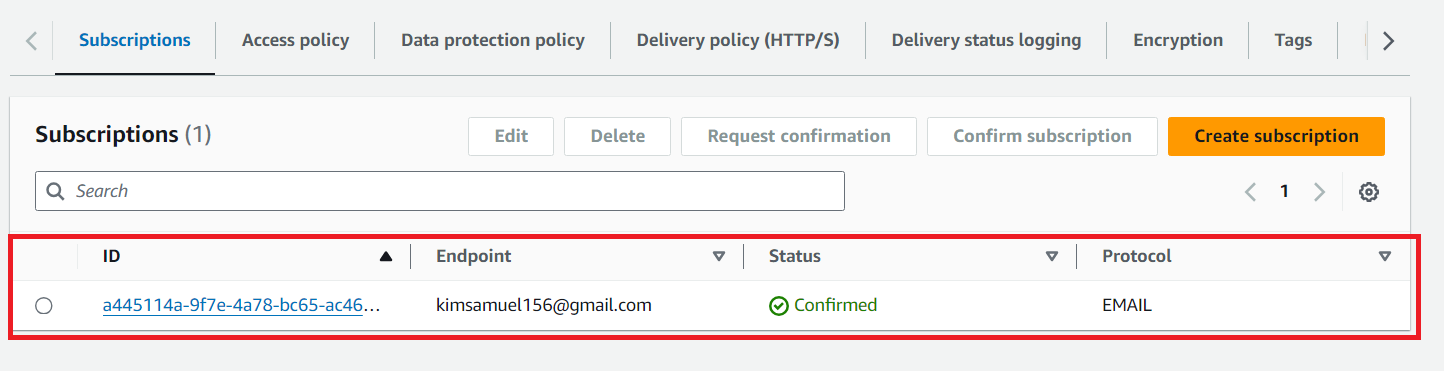 Subscriptions Access policy Data protection policy Delivery policy (HTTP/S) Delivery status logging Encryption Tags
Subscriptions (1) Edit Delete Request confirmation Confirm subscription Create subscription
Search 1
ID Endpoint Status Protocol
a445114a-9f7e-4a78-bc65-ac46... kimsamuel156@gmail.com Confirmed EMAIL